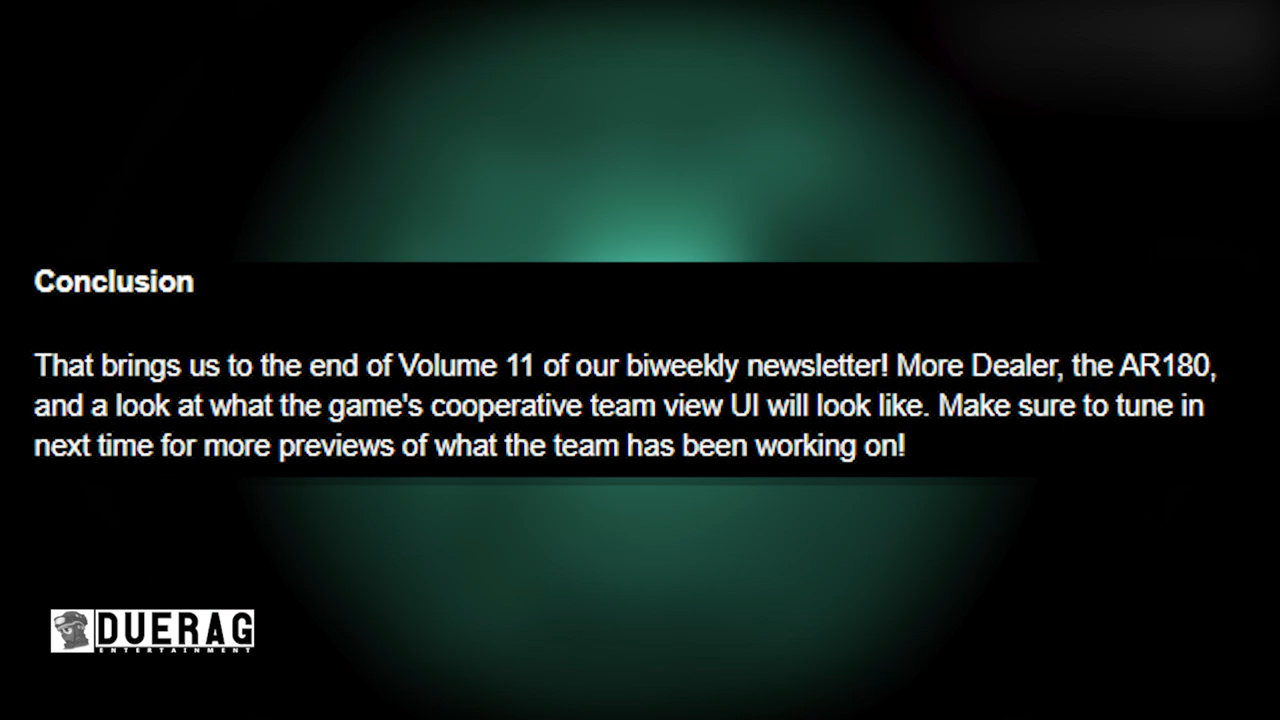 Conclusion
That brings us to the end of Volume 11 of our biweekly newsletter! More Dealer, the AR180,
and a look at what the game's cooperative team view UI will look like. Make sure to tune in
next time for more previews of what the team has been working on!
DUERAG
ENTERTAINMENT